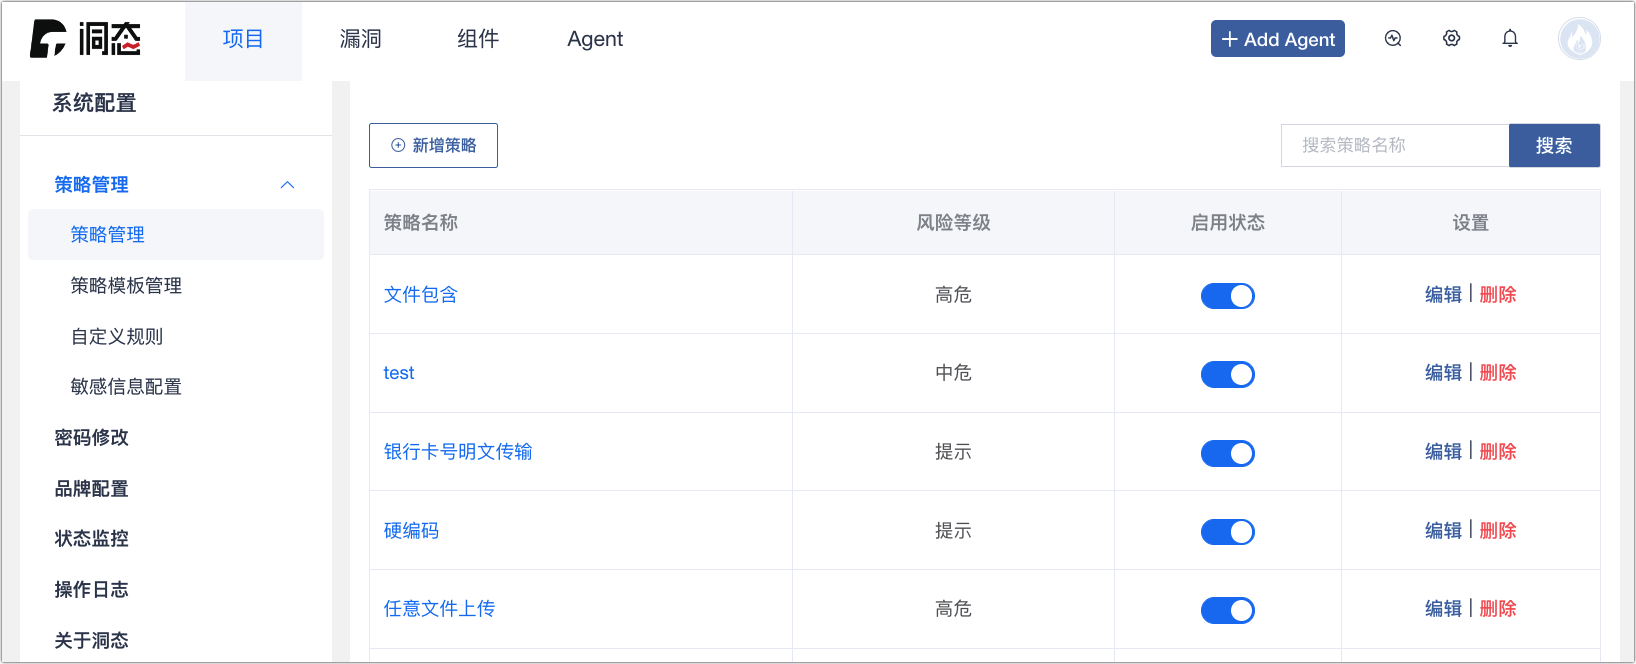 洞态
项目 漏洞 组件 Agent + Add Agent
系统配置
策略管理
策略管理
策略模板管理
自定义规则
敏感信息配置
密码修改
品牌配置
状态监控
操作日志
关于洞态
新增策略 搜索策略名称 搜索
策略名称 风险等级 启用状态 设置
文件包含 高危 编辑 | 删除
test 中危 编辑 | 删除
银行卡号明文传输 提示 编辑 | 删除
硬编码 提示 编辑 | 删除
任意文件上传 高危 编辑 | 删除